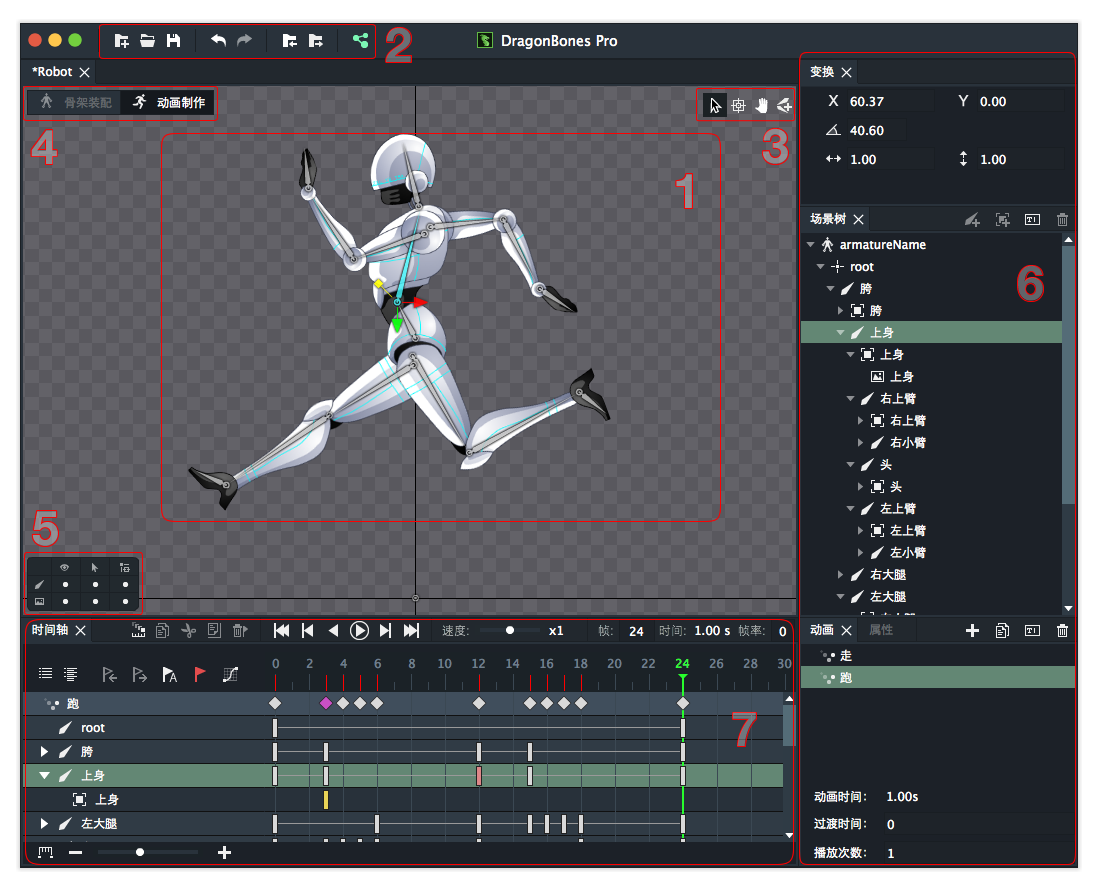 DragonBones Pro
2
*Robot
骨架装配 动画制作
3
4
1
5
变换
X 60.37 Y 0.00
40.60
1.00 1.00
场景树
armatureName
root
6
胯
胯
上身
上身
上身
右上臂
右上臂
右小臂
头
头
左上臂
左上臂
左小臂
右大腿
左大腿
时间轴
速度: x1 帧: 24 时间: 1.00 s 帧率: 0
0 2 4 6 8 10 12 14 16 18 20 22 24 26 28 30
跑
root
7
胯
上身
上身
左大腿
动画 属性
走
跑
动画时间: 1.00s
过渡时间: 0
播放次数: 1